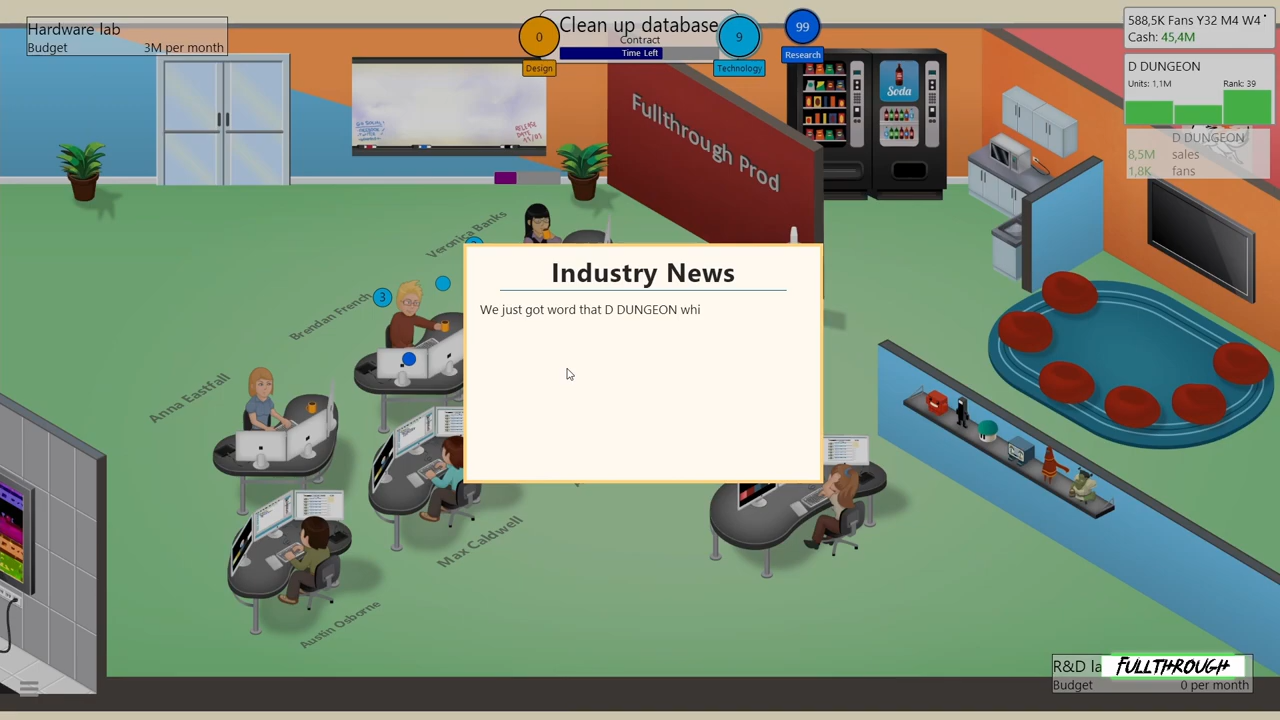 Hardware lab
Budget 3M per month
0
Design
Clean up database
Contract
Time Left
9
Technology
99
Research
588,5K Fans Y32 M4 W4
Cash: 45,4M
D DUNGEON
Units: 1,1M Rank: 39
D DUNGEON
8,5M sales
1,8K fans
RELEASE
DATE
Soda
Fullthrough Prod
Veronica Banks
Brendan French
3
Anna Eastfall
Max Caldwell
Austin Osborne
Industry News
We just got word that D DUNGEON whi
R&D la
FULLTHROUGH
Budget 0 per month